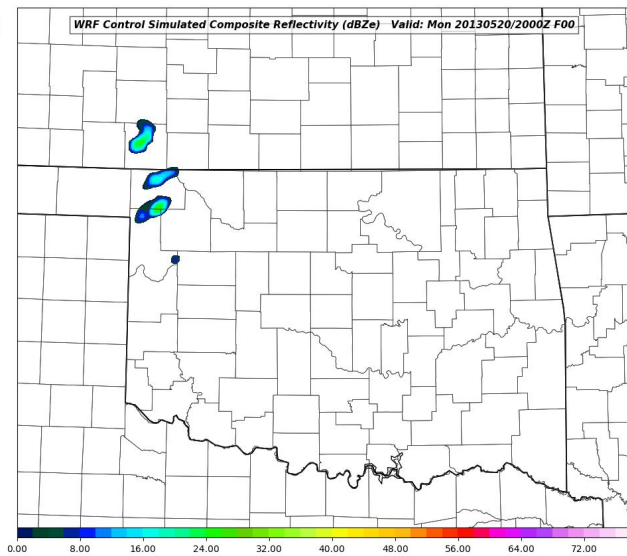 WRF Control Simulated Composite Reflectivity (dBZe) Valid: Mon 20130520/2000Z F00
0.00 8.00 16.00 24.00 32.00 40.00 48.00 56.00 64.00 72.00